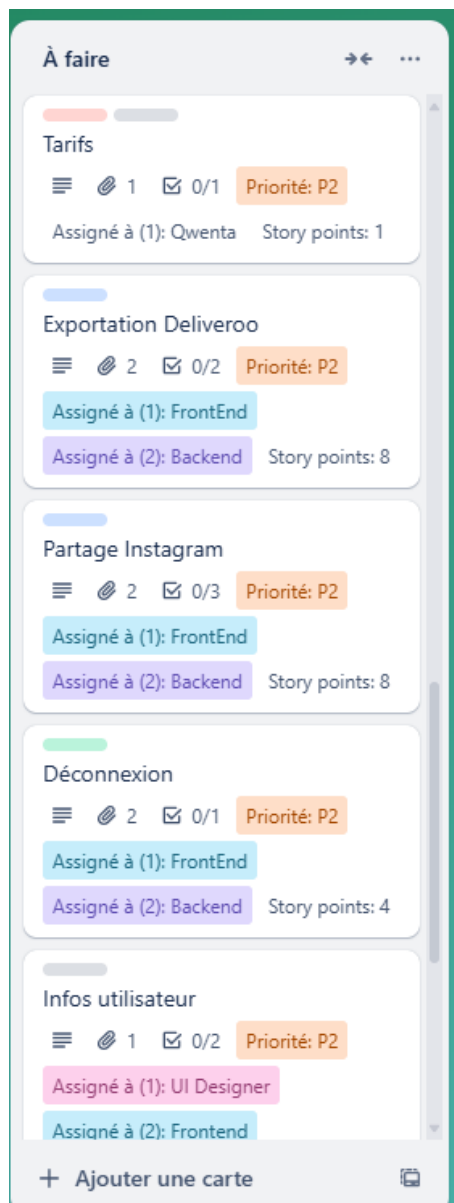 À faire
Tarifs
1 0/1 Priorité: P2
Assigné à (1): Qwenta Story points: 1
Exportation Deliveroo
2 0/2 Priorité: P2
Assigné à (1): FrontEnd
Assigné à (2): Backend Story points: 8
Partage Instagram
2 0/3 Priorité: P2
Assigné à (1): FrontEnd
Assigné à (2): Backend Story points: 8
Déconnexion
2 0/1 Priorité: P2
Assigné à (1): FrontEnd
Assigné à (2): Backend Story points: 4
Infos utilisateur
1 0/2 Priorité: P2
Assigné à (1): UI Designer
Assigné à (2): Frontend
+ Ajouter une carte